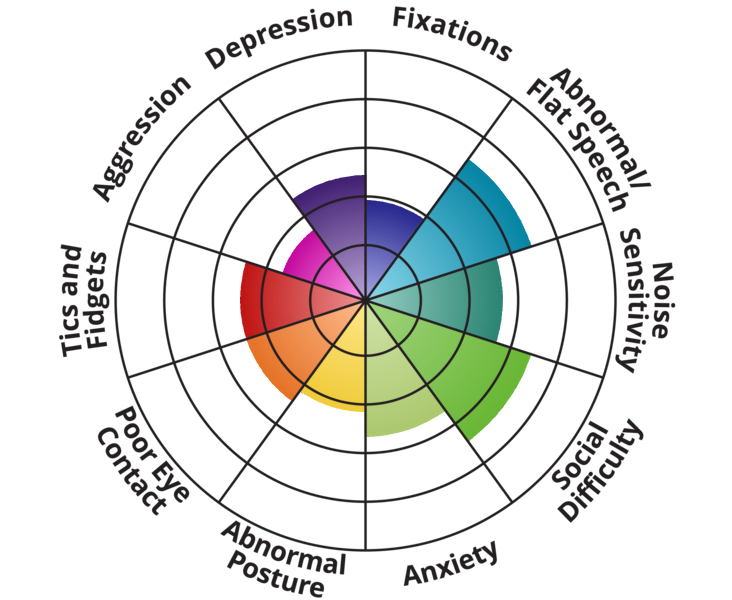 Depression
Fixations
Abnormal/
Flat Speech
Noise
Sensitivity
Social
Difficulty
Anxiety
Abnormal
Posture
Poor Eye
Contact
Tics and
Fidgets
Aggression